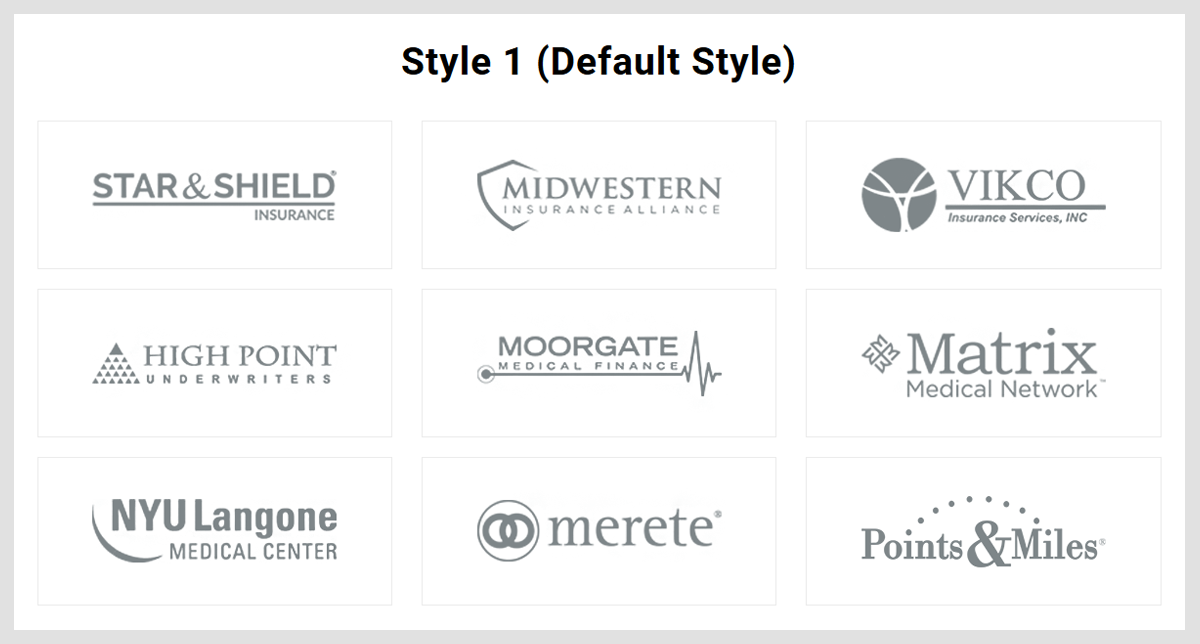 Style 1 (Default Style)
STAR & SHIELD®
INSURANCE
MIDWESTERN
INSURANCE ALLIANCE
VIKCO
Insurance Services, INC
HIGH POINT
UNDERWRITERS
MOORGATE
MEDICAL FINANCE
Matrix
Medical Network™
NYU Langone
MEDICAL CENTER
merete®
Points & Miles®